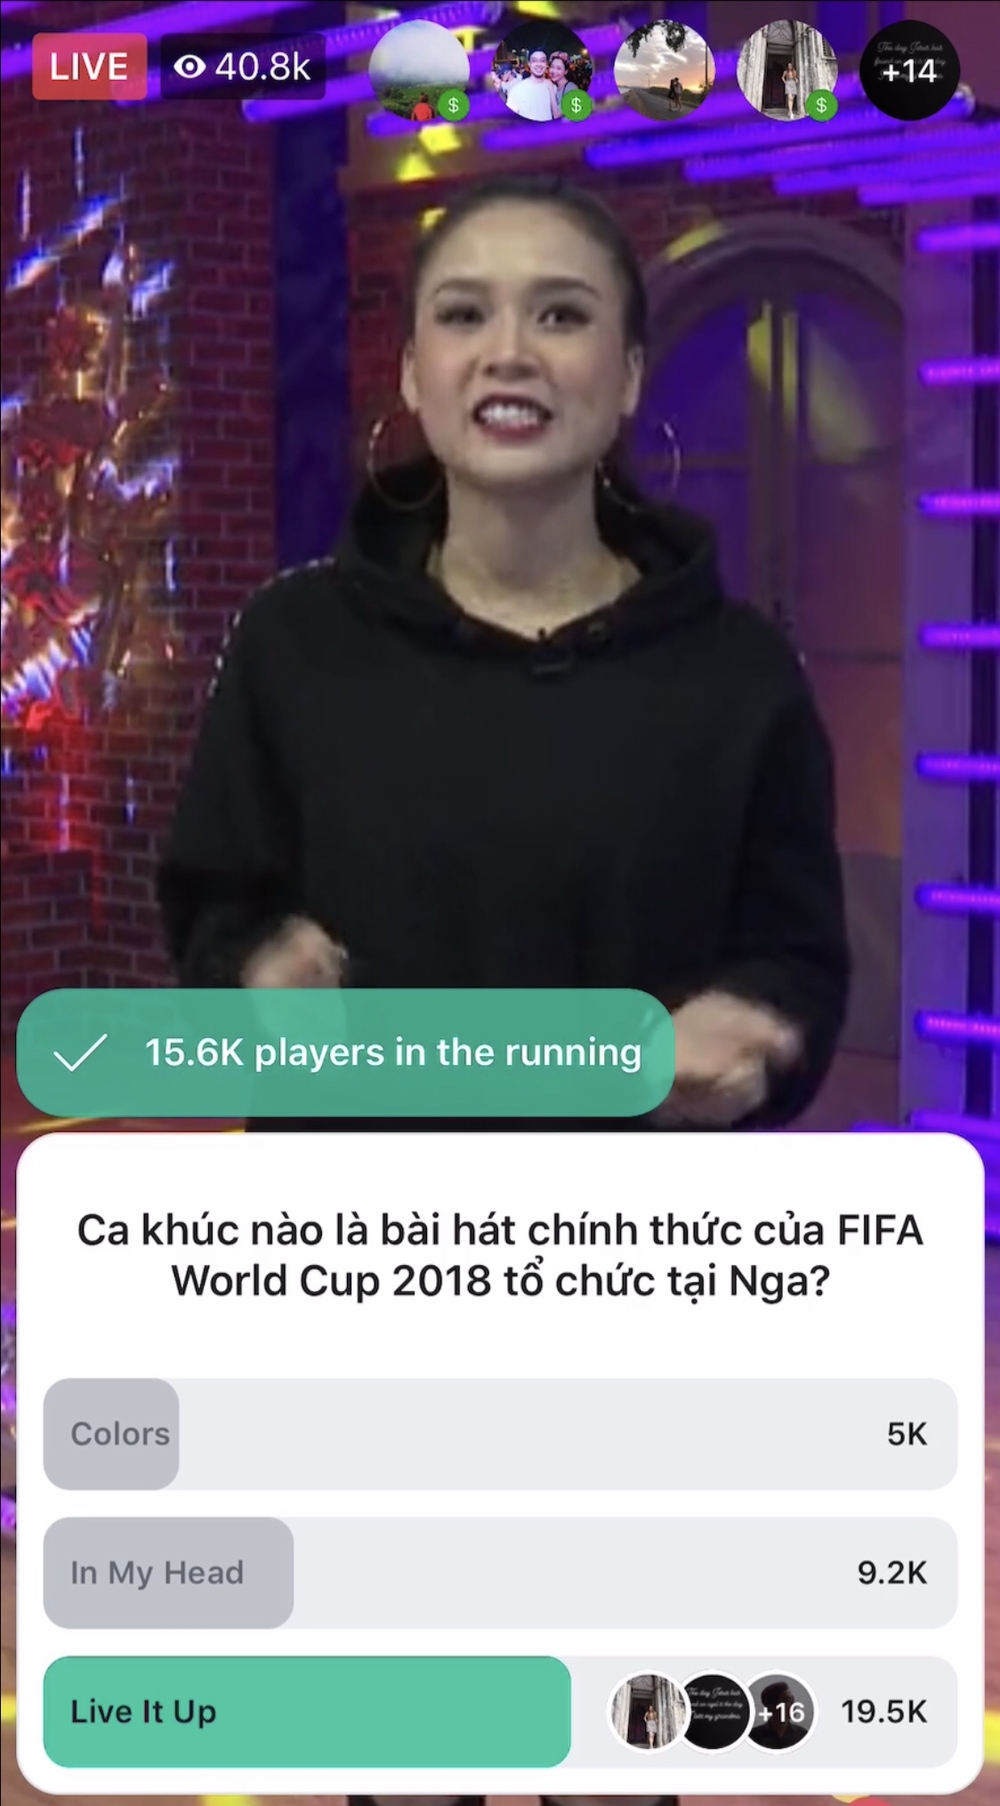 LIVE 40.8k
$ $ $ +14
15.6K players in the running
Ca khúc nào là bài hát chính thức của FIFA
World Cup 2018 tổ chức tại Nga?
Colors 5K
In My Head 9.2K
Live It Up +16 19.5K